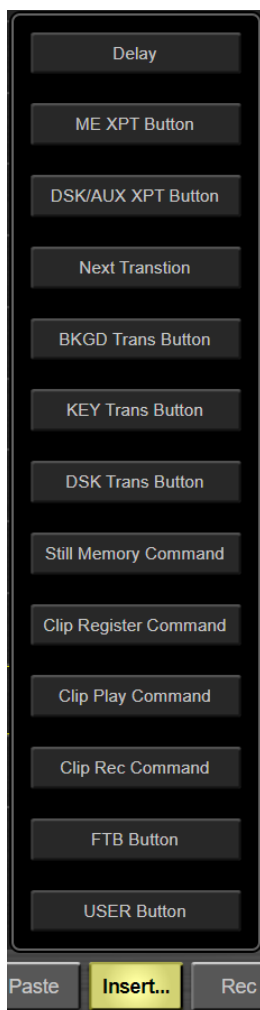 Delay
ME XPT Button
DSK/AUX XPT Button
Next Transtion
BKGD Trans Button
KEY Trans Button
DSK Trans Button
Still Memory Command
Clip Register Command
Clip Play Command
Clip Rec Command
FTB Button
USER Button
Paste Insert... Rec